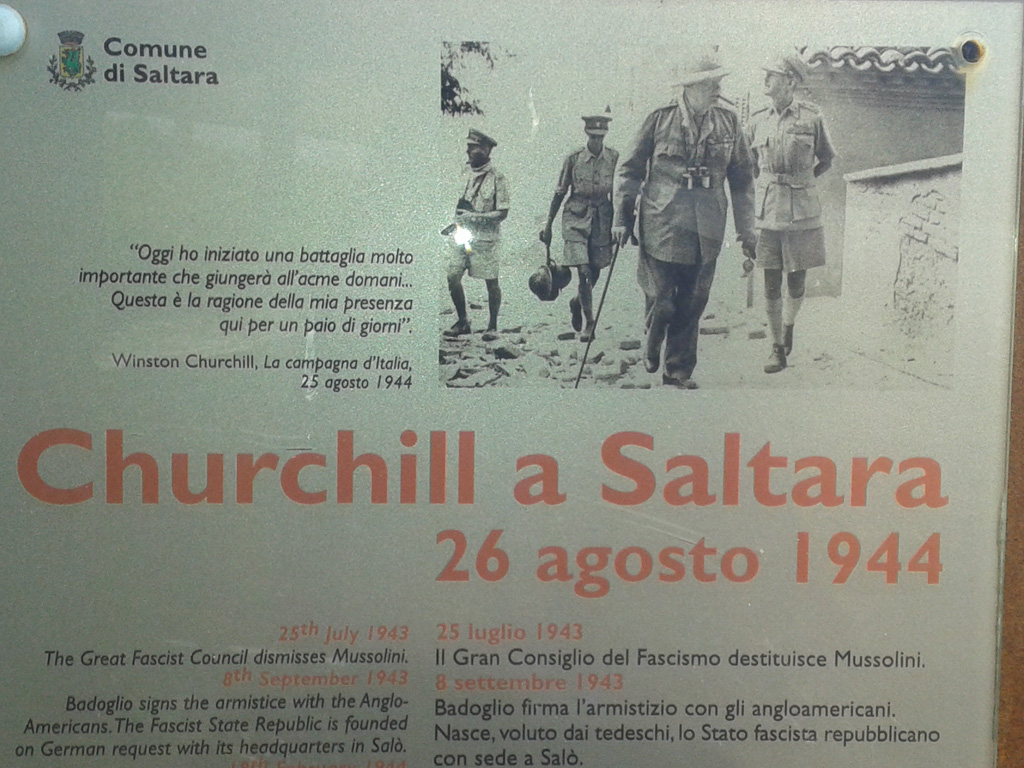 Comune
di Saltara
“Oggi ho iniziato una battaglia molto
importante che giungerà all’acme domani...
Questa è la ragione della mia presenza
qui per un paio di giorni”.
Winston Churchill, La campagna d’Italia,
25 agosto 1944
Churchill a Saltara
26 agosto 1944
25th July 1943
The Great Fascist Council dismisses Mussolini.
8th September 1943
Badoglio signs the armistice with the Anglo-
Americans. The Fascist State Republic is founded
on German request with its headquarters in Salò.
February 1944
25 luglio 1943
Il Gran Consiglio del Fascismo destituisce Mussolini.
8 settembre 1943
Badoglio firma l’armistizio con gli angloamericani.
Nasce, voluto dai tedeschi, lo Stato fascista repubblicano
con sede a Salò.